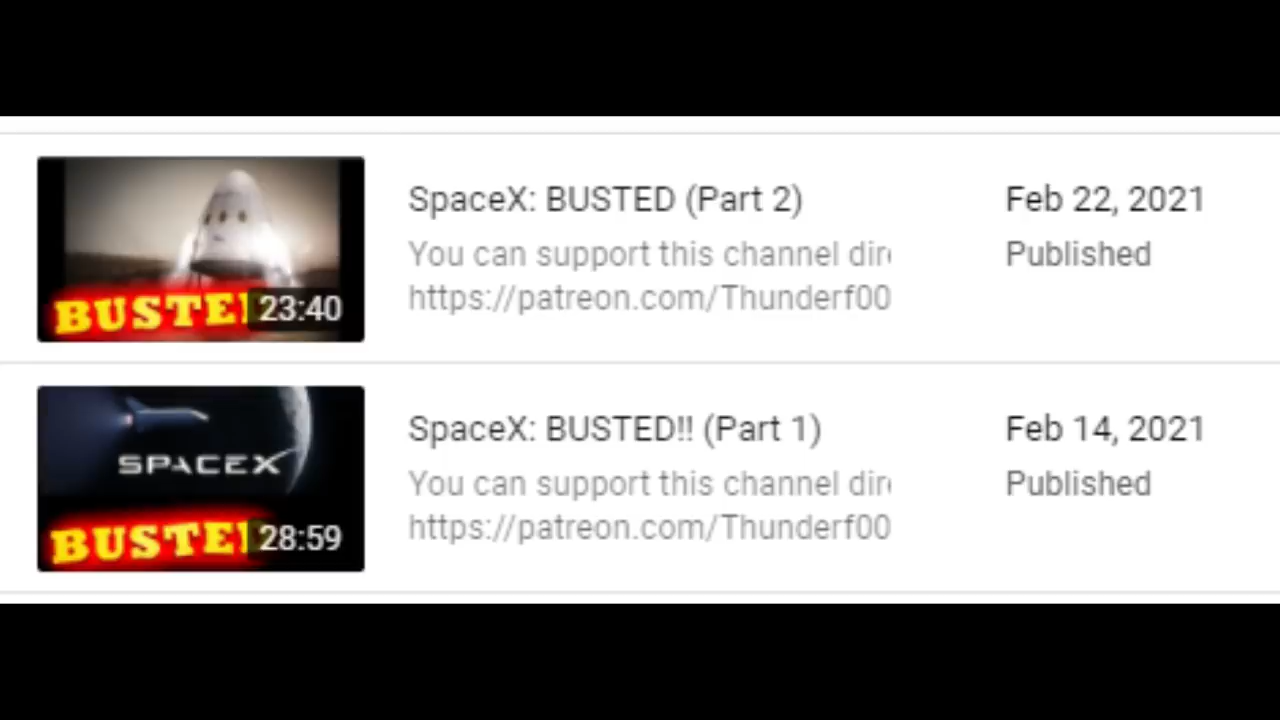 SpaceX: BUSTED (Part 2)
Feb 22, 2021
You can support this channel
Published
https://patreon.com/Thunderf00
BUSTE
23:40
SpaceX: BUSTED!! (Part 1)
Feb 14, 2021
SPACEX
You can support this channel
Published
https://patreon.com/Thunderf00
BUSTE
28:59